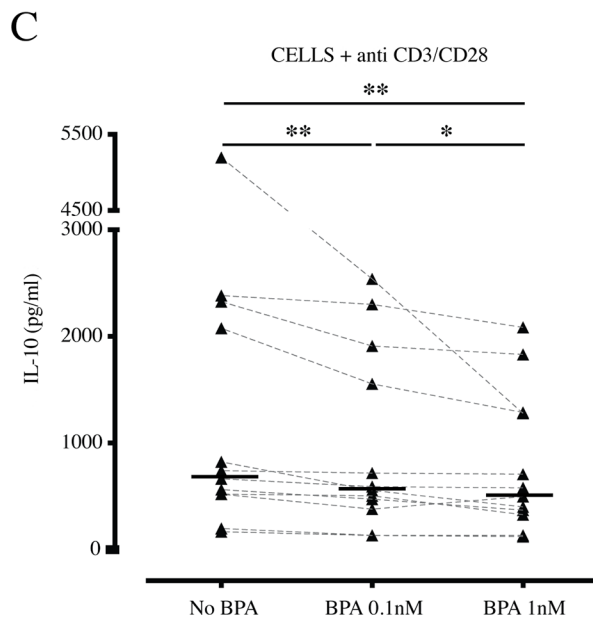 C
CELLS + anti CD3/CD28
**
** *
5500
4500
3000
2000
1000
0
IL-10 (pg/ml)
No BPA BPA 0.1nM BPA 1nM